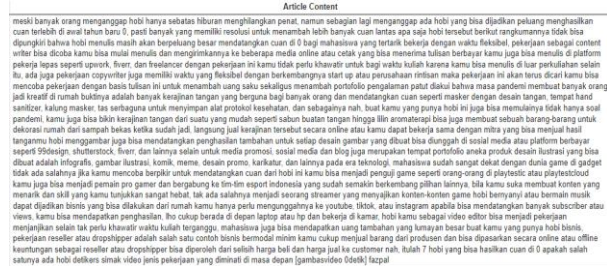 Article Content
meski banyak orang menganggap hobi hanya sebatas hiburan menghilangkan penat, namun sebagian lagi menganggap ada hobi yang bisa dijadikan peluang menghasilkan
cuan terlebih di awal tahun baru 0, pasti banyak yang memiliki resolusi untuk menambah lebih banyak cuan lantas apa saja hobi tersebut berikut rangkumannya tidak bisa
dipungkiri bahwa hobi menulis masih akan berpeluang besar mendatangkan cuan di 0 bagi mahasiswa yang tertarik bekerja dengan waktu fleksibel, pekerjaan sebagai content
writer bisa dicoba kamu bisa mulai menulis dan mengirimkannya ke beberapa media online atau cetak yang bisa menerima tulisan berbayar kamu juga bisa menulis di platform
pekerja lepas seperti upwork, fiverr, dan freelancer dengan pekerjaan ini kamu tidak perlu khawatir untuk bagi waktu kuliah karena kamu bisa menulis di luar perkuliahan selain
itu, ada juga pekerjaan copywriter juga memiliki waktu yang fleksibel dengan berkembangnya start up atau perusahaan rintisan maka pekerjaan ini akan terus dicari kamu bisa
mencoba pekerjaan dengan basis tulisan ini untuk menambah uang saku sekaligus menambah portofolio pengalaman patut diakui bahwa masa pandemi membuat banyak orang
jadi kreatif di rumah buktinya adalah banyak kerajinan tangan yang berguna bagi banyak orang dan mendatangkan cuan seperti masker dengan desain tangan, tempat hand
sanitizer, kalung masker, tas serbaguna untuk menyimpan alat protokol kesehatan, dan sebagainya nah, buat kamu yang punya hobi ini juga bisa memulainya tidak hanya soal
pandemi, kamu juga bisa bikin kerajinan tangan dari suatu yang mudah seperti sabun buatan tangan hingga lilin aromaterapi bisa juga membuat sebuah barang-barang untuk
dekorasi rumah dari sampah bekas ketika sudah jadi, langsung jual kerajinan tersebut secara online atau kamu dapat bekerja sama dengan mitra yang bisa menjual hasil
tanganmu hobi menggambar juga bisa mendatangkan penghasilan tambahan untuk setiap desain gambar yang dibuat bisa diunggah di sosial media atau platform berbayar
seperti 99design, shutterstock, fiverr, dan lainnya selain untuk media promosi, sosial media dan blog juga merupakan tempat portofolio aneka produk desain ilustrasi yang bisa
dibuat adalah infografis, gambar ilustrasi, komik, meme, desain promo, karikatur, dan lainnya pada era teknologi, mahasiswa sudah sangat dekat dengan dunia game di gadget
tidak ada salahnya jika kamu mencoba berpikir untuk mendatangkan cuan dari hobi ini kamu bisa menjadi penguji game seperti orang-orang di playtestic atau playtestcloud
kamu juga bisa menjadi pemain pro gamer dan bergabung ke tim-tim esport indonesia yang sudah semakin berkembang pilihan lainnya, bila kamu suka membuat konten yang
menarik dan skill yang kamu tunjukkan sangat hebat, tak ada salahnya menjadi seorang streamer yang menyajikan konten-konten game hobi bernyanyi atau bermain musik
dapat dijadikan bisnis yang bisa dilakukan dari rumah kamu hanya perlu mengunggahnya ke youtube, tiktok, atau instagram apabila bisa mendatangkan banyak subscriber atau
views, kamu bisa mendapatkan penghasilan, lho cukup berada di depan laptop atau hp dan bekerja di kamar, hobi kamu sebagai video editor bisa menjadi pekerjaan
menjanjikan selain tak perlu khawatir waktu kuliah terganggu, mahasiswa juga bisa mendapatkan uang tambahan yang lumayan besar buat kamu yang punya hobi bisnis,
pekerjaan reseller atau dropshipper adalah salah satu contoh bisnis bermodal minim kamu cukup menjual barang dari produsen dan bisa dipasarkan secara online atau offline
keuntungan sebagai reseller atau dropshipper bisa diperoleh dari selisih harga beli dan harga jual ke customer nah, itulah 7 hobi yang bisa hasilkan cuan di 0 apakah salah
satunya ada hobi detikers simak video jenis pekerjaan yang diminati di masa depan [gambasvideo 0detik] fazpal